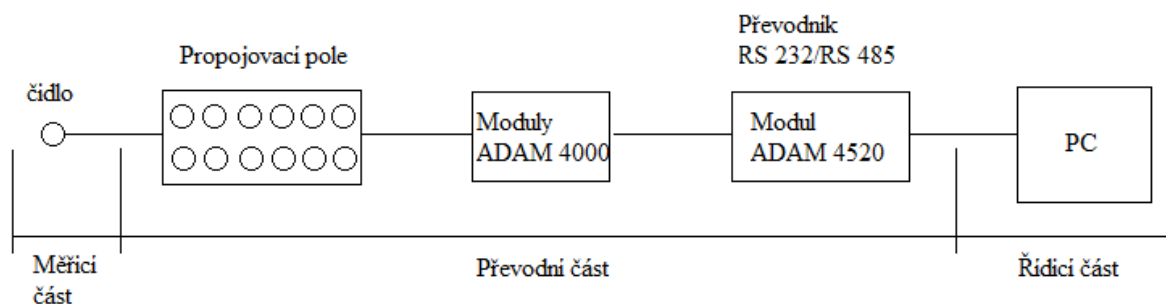 Převodník
RS 232/RS 485
Propojovací pole
čidlo
Moduly
ADAM 4000
Modul
ADAM 4520
PC
Měřicí
část
Převodní část
Řídicí část